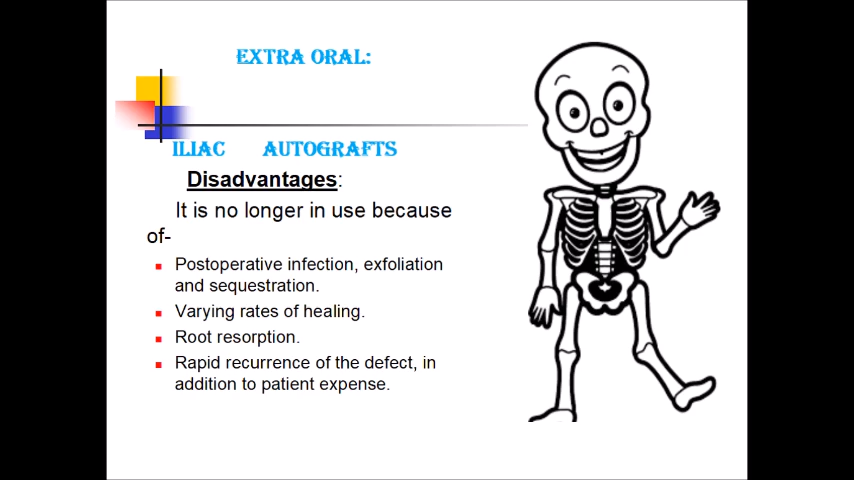 EXTRA ORAL:
ILIAC AUTOGRAFTS
Disadvantages:
It is no longer in use because
of-
Postoperative infection, exfoliation
and sequestration.
Varying rates of healing.
Root resorption.
Rapid recurrence of the defect, in
addition to patient expense.